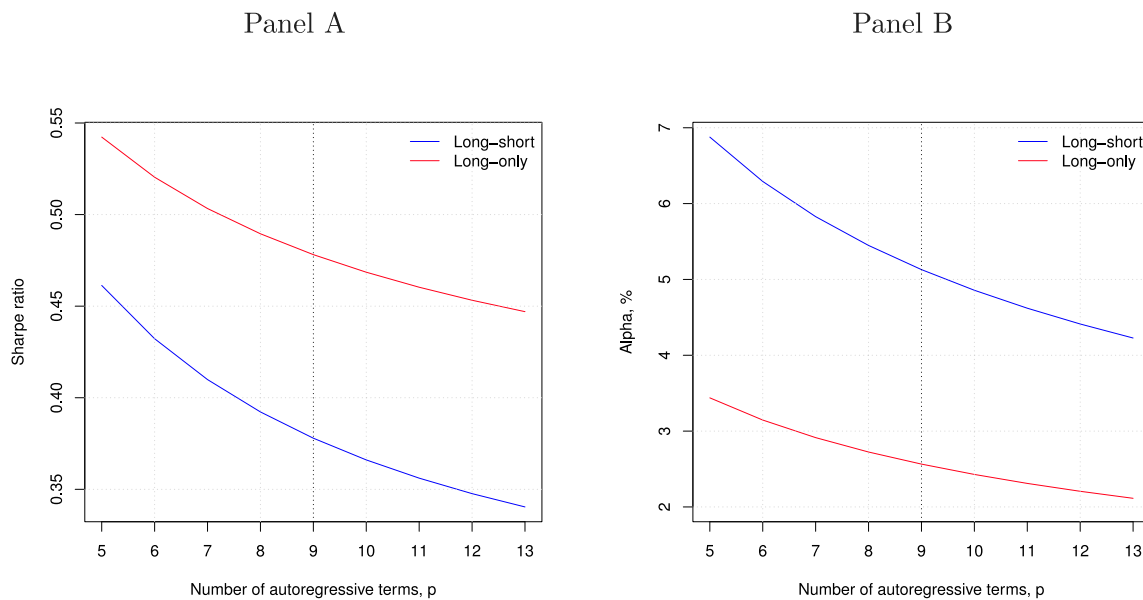 Panel A
Sharpe ratio
0.55
0.50
0.45
0.40
0.35
Long-short
Long-only
5 6 7 8 9 10 11 12 13
Number of autoregressive terms, p
Panel B
Alpha, %
7
6
5
4
3
2
Long-short
Long-only
5 6 7 8 9 10 11 12 13
Number of autoregressive terms, p